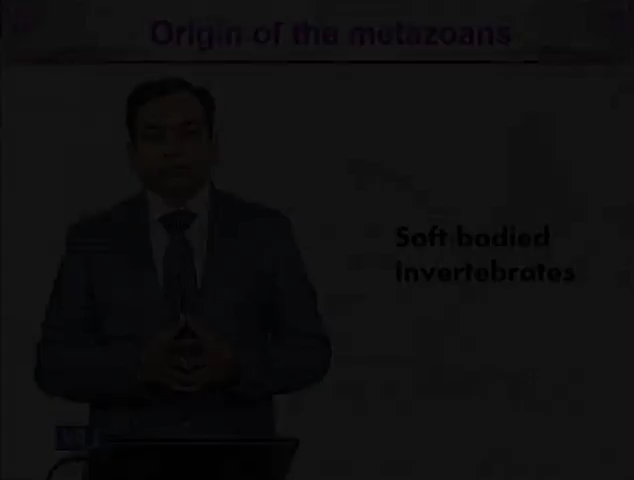 Origin of the metazoans
Soft bodied
Invertebrates